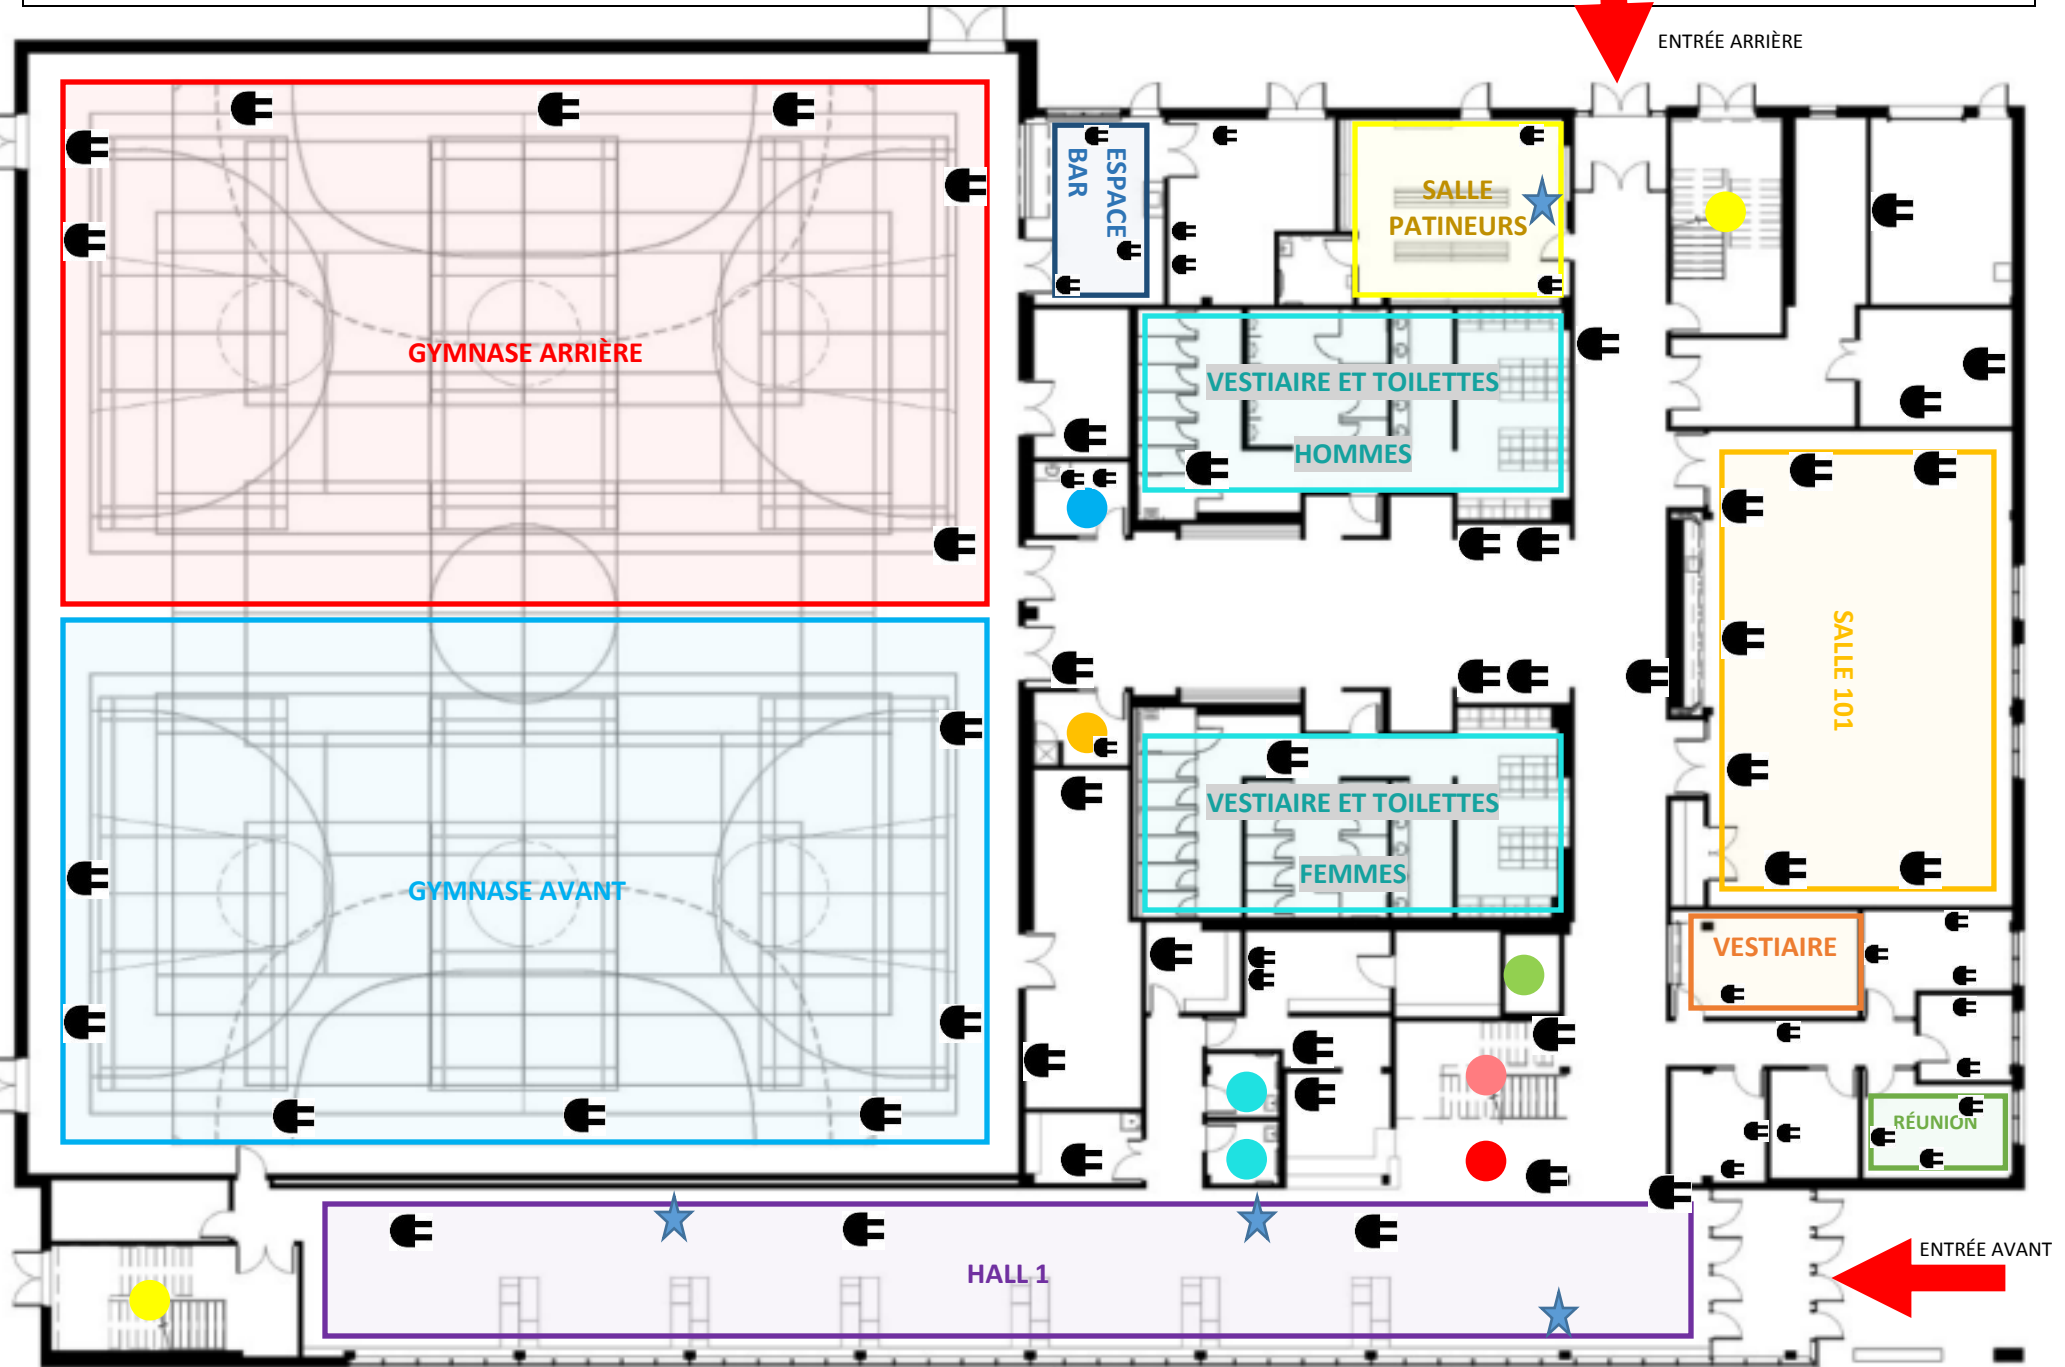 ENTRÉE ARRIÈRE
ESPACE
BAR
SALLE
PATINEURS
GYMNASE ARRIÈRE
VESTIAIRE ET TOILETTES
HOMMES
SALLE 101
GYMNASE AVANT
VESTIAIRE ET TOILETTES
FEMMES
VESTIAIRE
RÉUNION
HALL 1
ENTRÉE AVANT